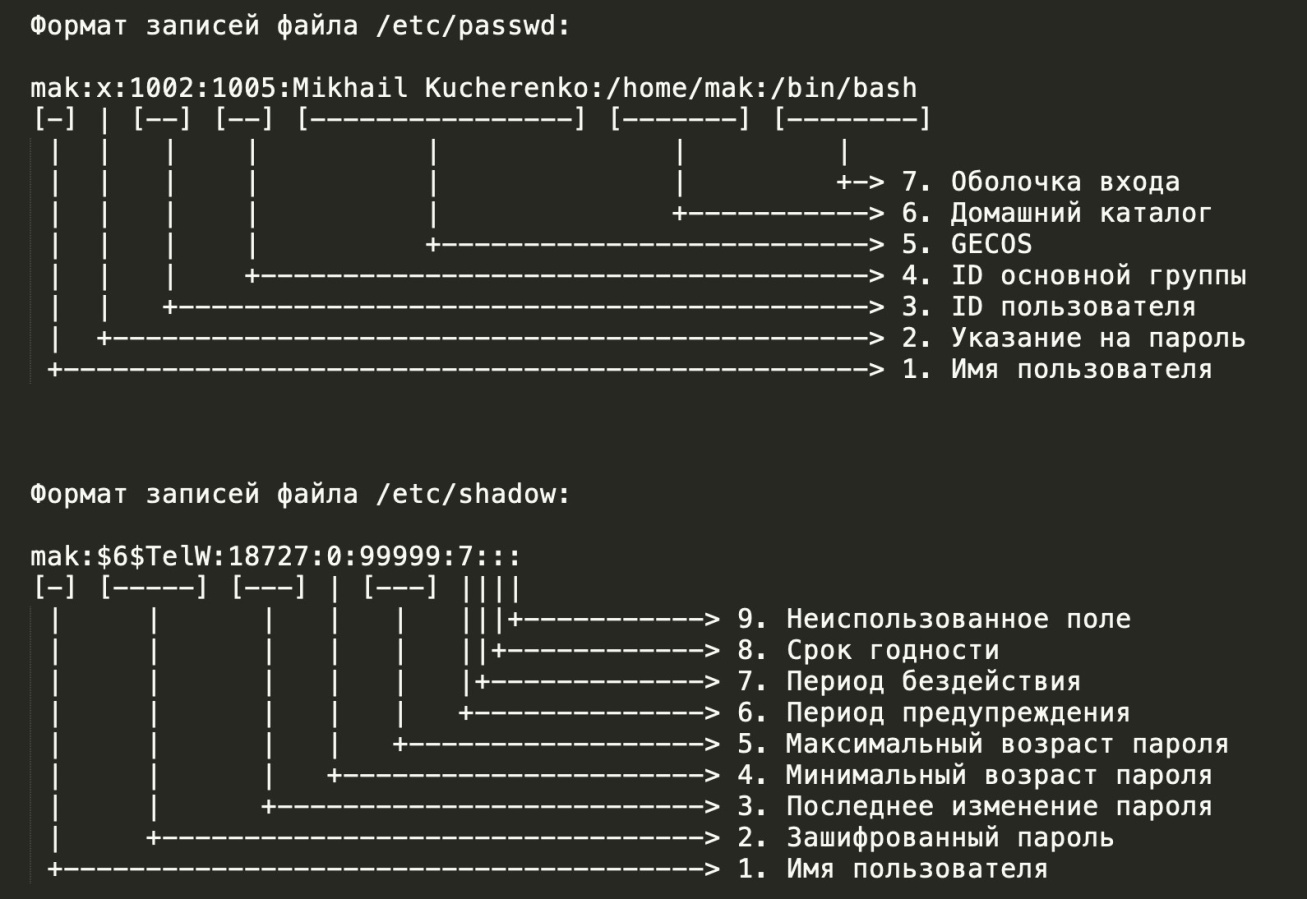 Формат записей файла /etc/passwd:
mak:x:1002:1005:Mikhail Kucherenko:/home/mak:/bin/bash
[-] | [--] [--] [----------------] [-------] [--------]
 |  |   |    |          |              |         |
 |  |   |    |          |              |         +-> 7. Оболочка входа
 |  |   |    |          |              +-----------> 6. Домашний каталог
 |  |   |    |          +--------------------------> 5. GECOS
 |  |   |    +-------------------------------------> 4. ID основной группы
 |  |   +------------------------------------------> 3. ID пользователя
 |  +----------------------------------------------> 2. Указание на пароль
 +-------------------------------------------------> 1. Имя пользователя
Формат записей файла /etc/shadow:
mak:$6$TelW:18727:0:99999:7:::
[-] [-----] [---] | [---] ||||
 |     |      |   |   |   |||+-----------> 9. Неиспользованное поле
 |     |      |   |   |   ||+------------> 8. Срок годности
 |     |      |   |   |   |+-------------> 7. Период бездействия
 |     |      |   |   |   +--------------> 6. Период предупреждения
 |     |      |   |   +------------------> 5. Максимальный возраст пароля
 |     |      |   +----------------------> 4. Минимальный возраст пароля
 |     |      +--------------------------> 3. Последнее изменение пароля
 |     +---------------------------------> 2. Зашифрованный пароль
 +---------------------------------------> 1. Имя пользователя